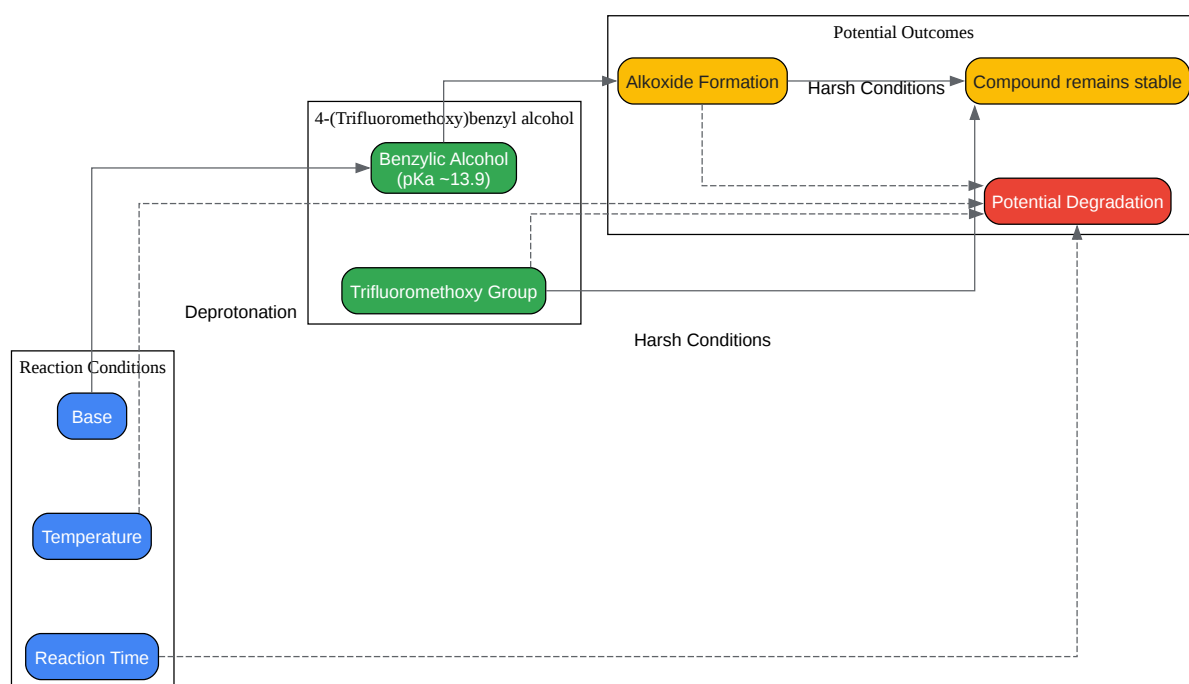 Potential Outcomes
Alkoxide Formation
Harsh Conditions
Compound remains stable
Potential Degradation
4-(Trifluoromethoxy)benzyl alcohol
Benzylic Alcohol
(pKa ~13.9)
Trifluoromethoxy Group
Deprotonation
Harsh Conditions
Reaction Conditions
Base
Temperature
Reaction Time